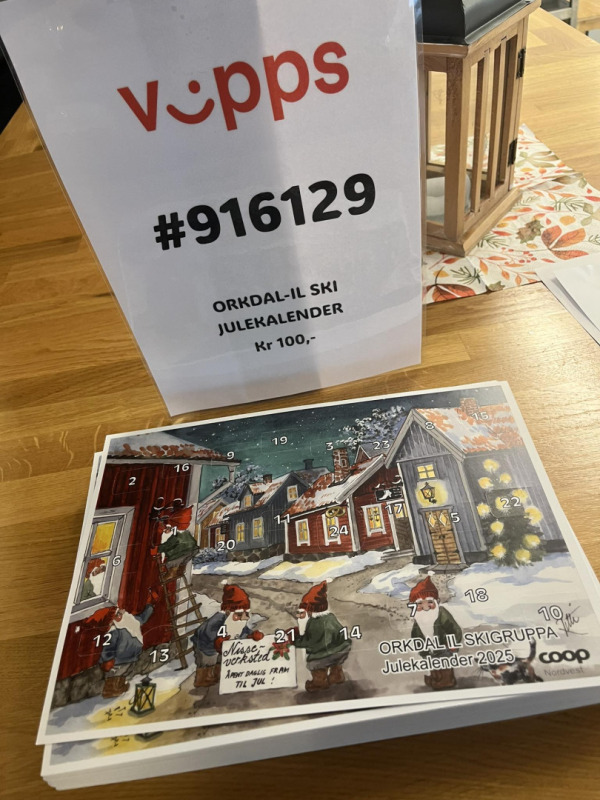 vipps
#916129
ORKDAL-IL SKI
JULEKALENDER
Kr 100,-
19
3
23
8
15
9
16
2
1
11
24
17
5
22
20
6
12
13
4
21
14
7
18
10
Nisse-
verksted
ÅPENT DAGLIG FRAM
TIL JUL!
ORKDAL IL SKIGRUPPA
Julekalender 2025
coop
Nordvest